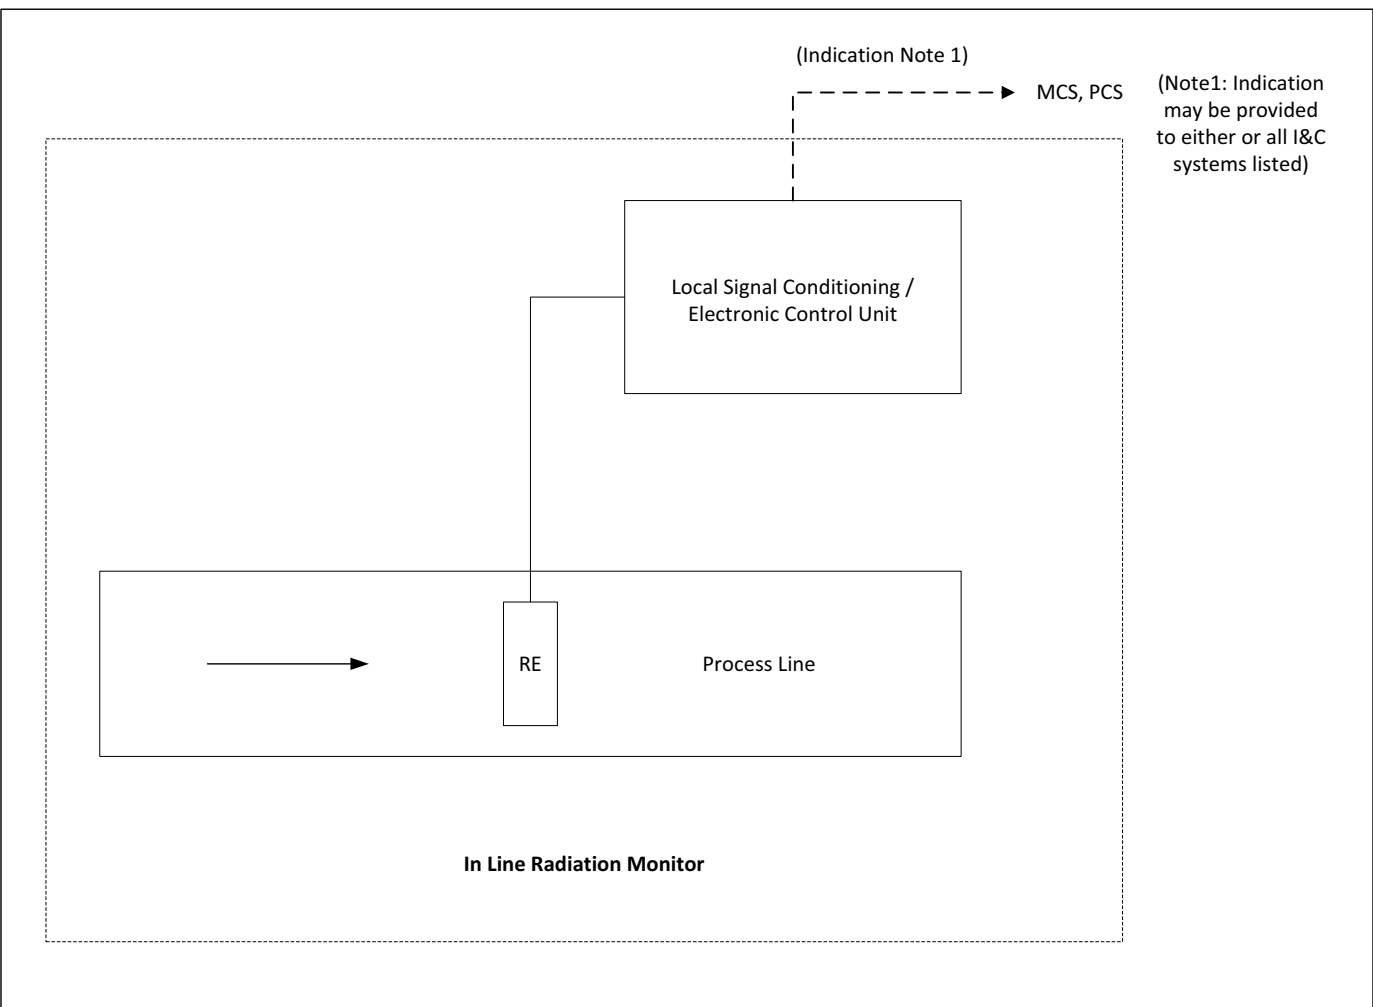 (Indication Note 1)
MCS, PCS
(Note1: Indication
may be provided
to either or all I&C
systems listed)
Local Signal Conditioning /
Electronic Control Unit
RE
Process Line
In Line Radiation Monitor